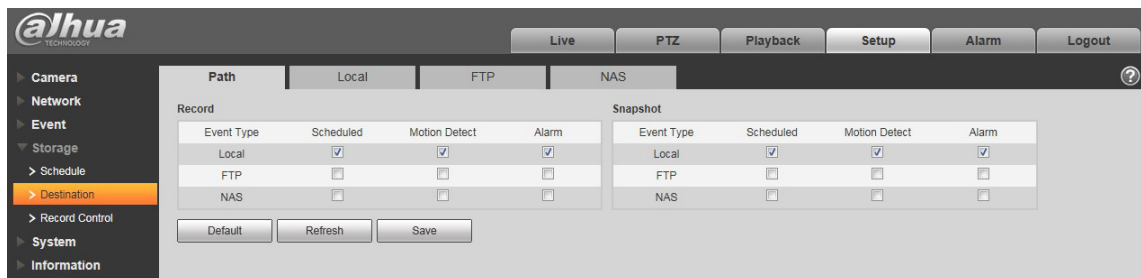 alhua
TECHNOLOGY
Live PTZ Playback Setup Alarm Logout
Camera
Network
Event
Storage
> Schedule
> Destination
> Record Control
System
Information
Path Local FTP NAS
?
Record
Event Type Scheduled Motion Detect Alarm
Local
FTP
NAS
Snapshot
Event Type Scheduled Motion Detect Alarm
Local
FTP
NAS
Default Refresh Save